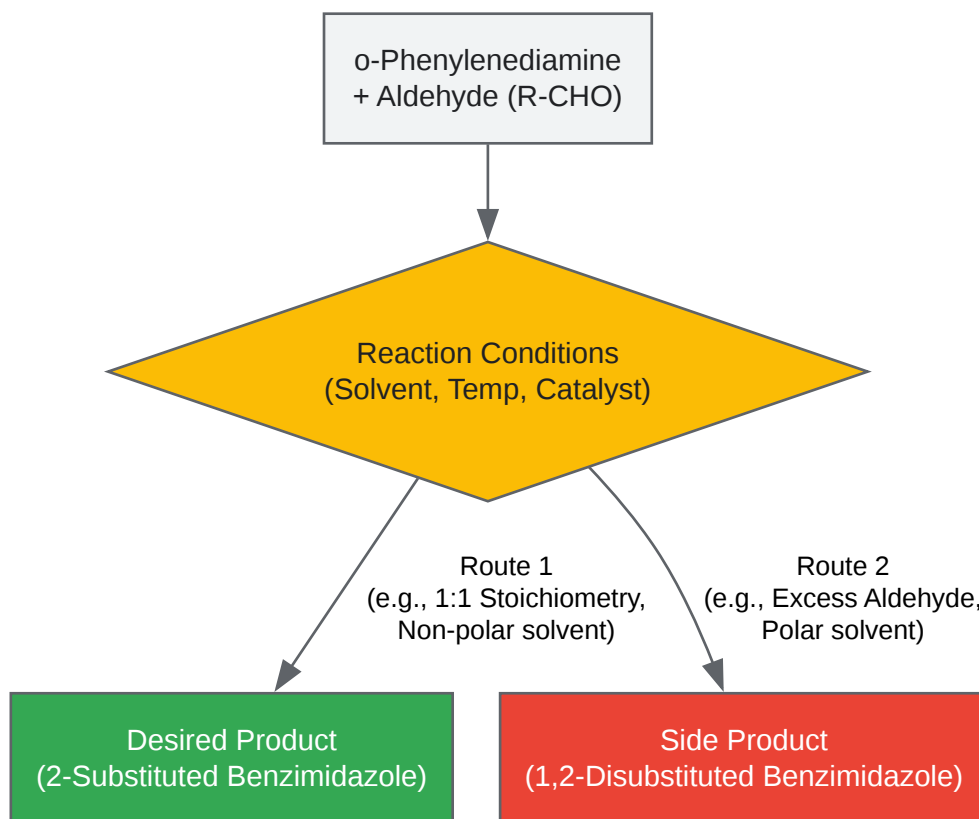 o-Phenylenediamine
+ Aldehyde (R-CHO)
Reaction Conditions
(Solvent, Temp, Catalyst)
Route 1
(e.g., 1:1 Stoichiometry,
Non-polar solvent)
Route 2
(e.g., Excess Aldehyde,
Polar solvent)
Desired Product
(2-Substituted Benzimidazole)
Side Product
(1,2-Disubstituted Benzimidazole)